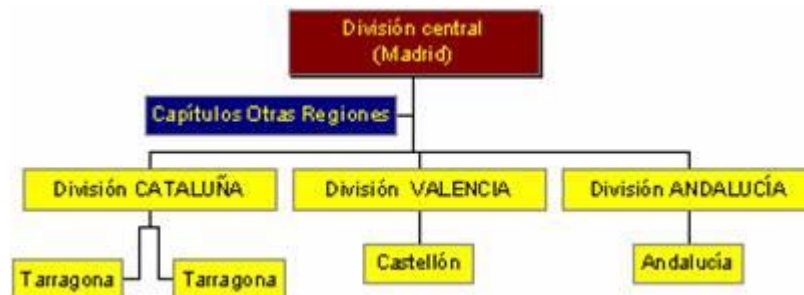 División central
(Madrid)
Capítulos Otras Regiones
División CATALUÑA
División VALENCIA
División ANDALUCÍA
Tarragona
Tarragona
Castellón
Andalucía